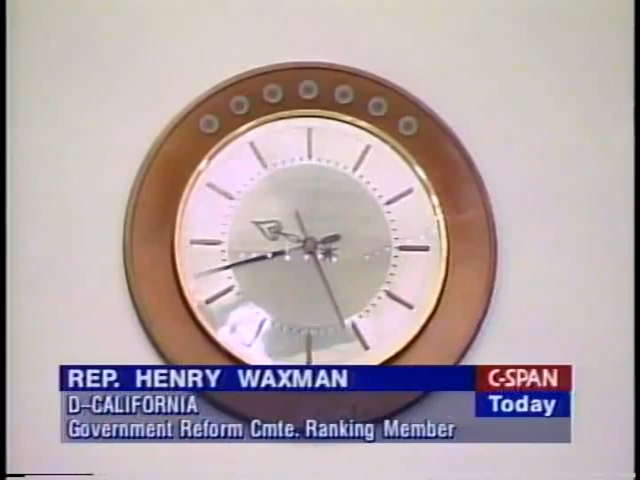 REP. HENRY WAXMAN
C-SPAN
D-CALIFORNIA
Today
Government Reform Cmte. Ranking Member